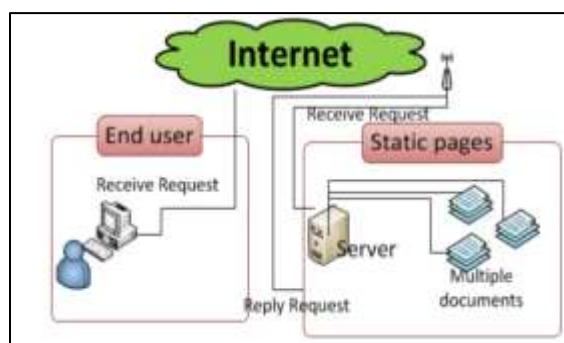 Internet
Receive Request
End user
Static pages
Receive Request
Server
Multiple
documents
Reply Request